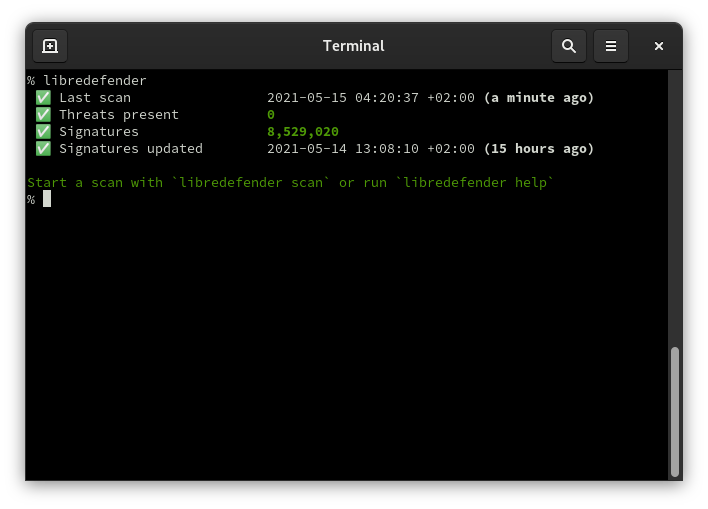 Terminal
% libredefender
✅ Last scan 2021-05-15 04:20:37 +02:00 (a minute ago)
✅ Threats present 0
✅ Signatures 8,529,020
✅ Signatures updated 2021-05-14 13:08:10 +02:00 (15 hours ago)
Start a scan with `libredefender scan` or run `libredefender help`
%